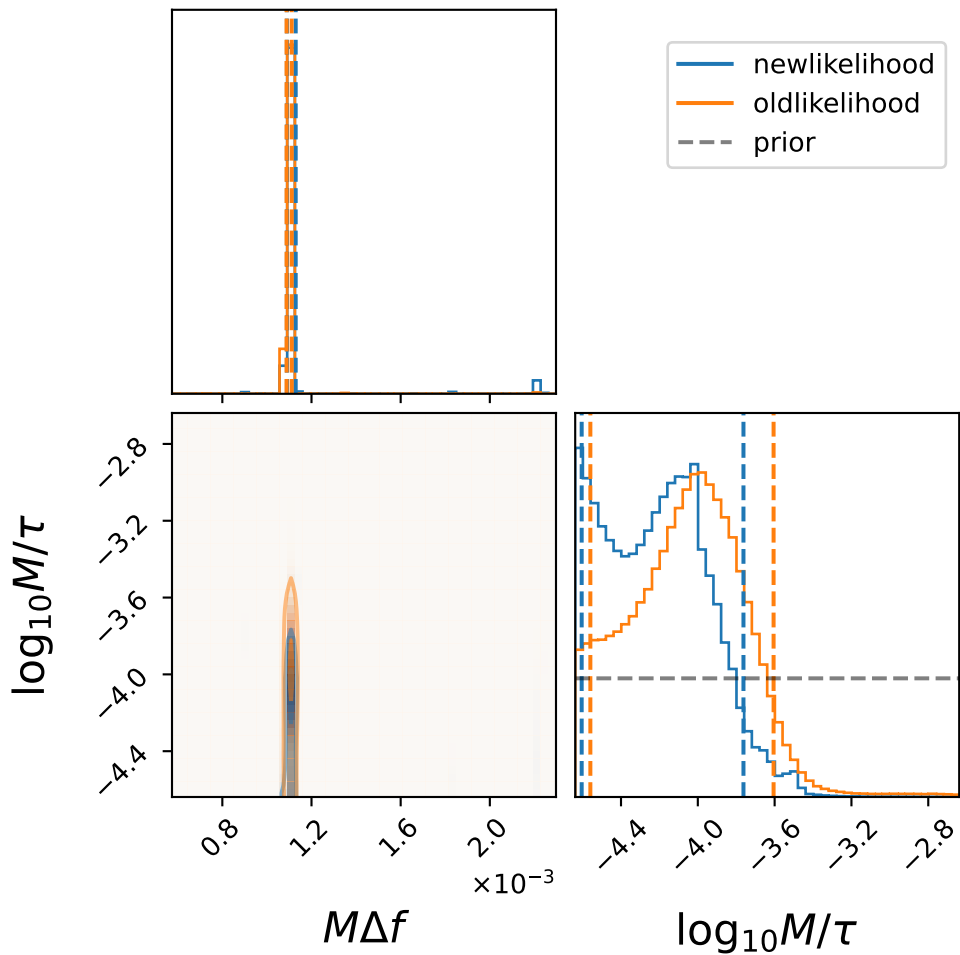 newlikelihood
oldlikelihood
prior
log₁₀M/τ
−2.8
−3.2
−3.6
−4.0
−4.4
0.8 1.2 1.6 2.0
×10⁻³
MΔf
−4.4 −4.0 −3.6 −3.2 −2.8
log₁₀M/τ